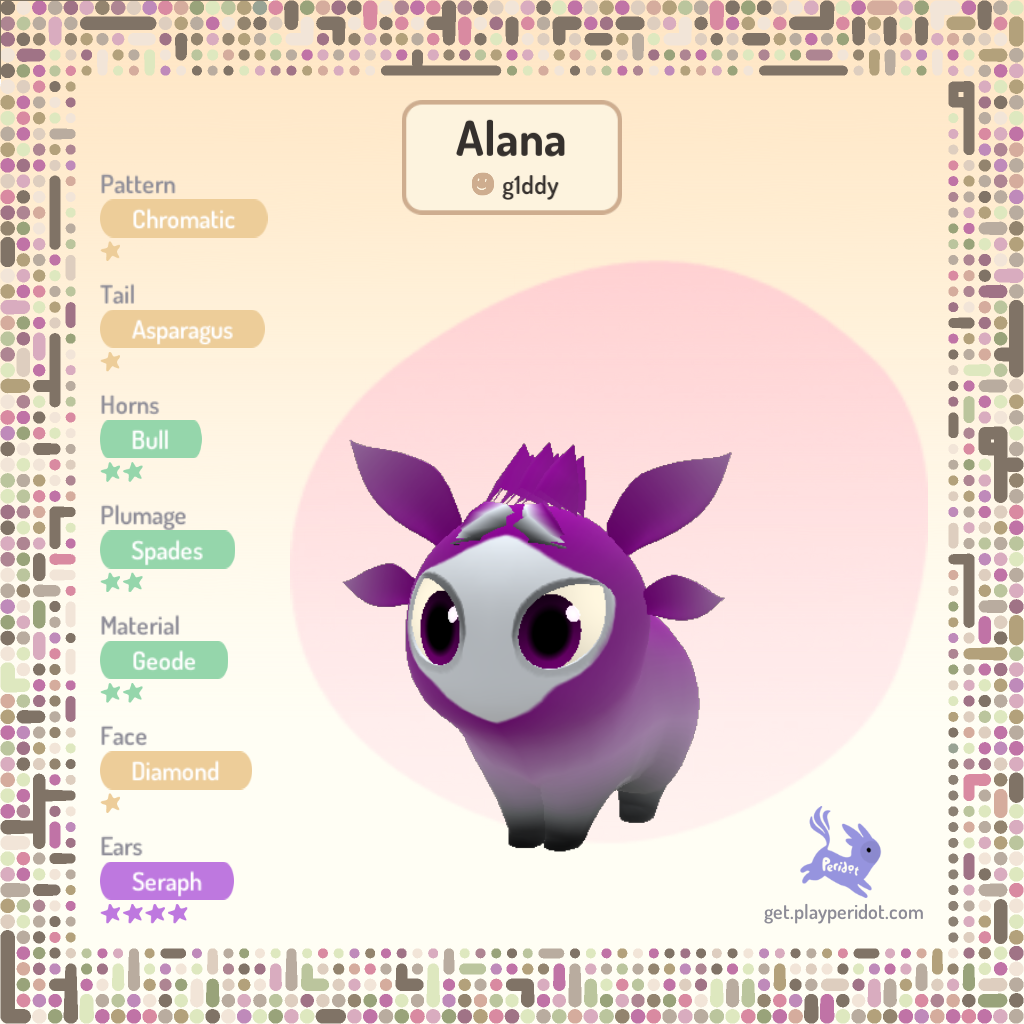 Alana
g1ddy
Pattern
Chromatic
Tail
Asparagus
Horns
Bull
Plumage
Spades
Material
Geode
Face
Diamond
Ears
Seraph
Peridot
get.playperidot.com